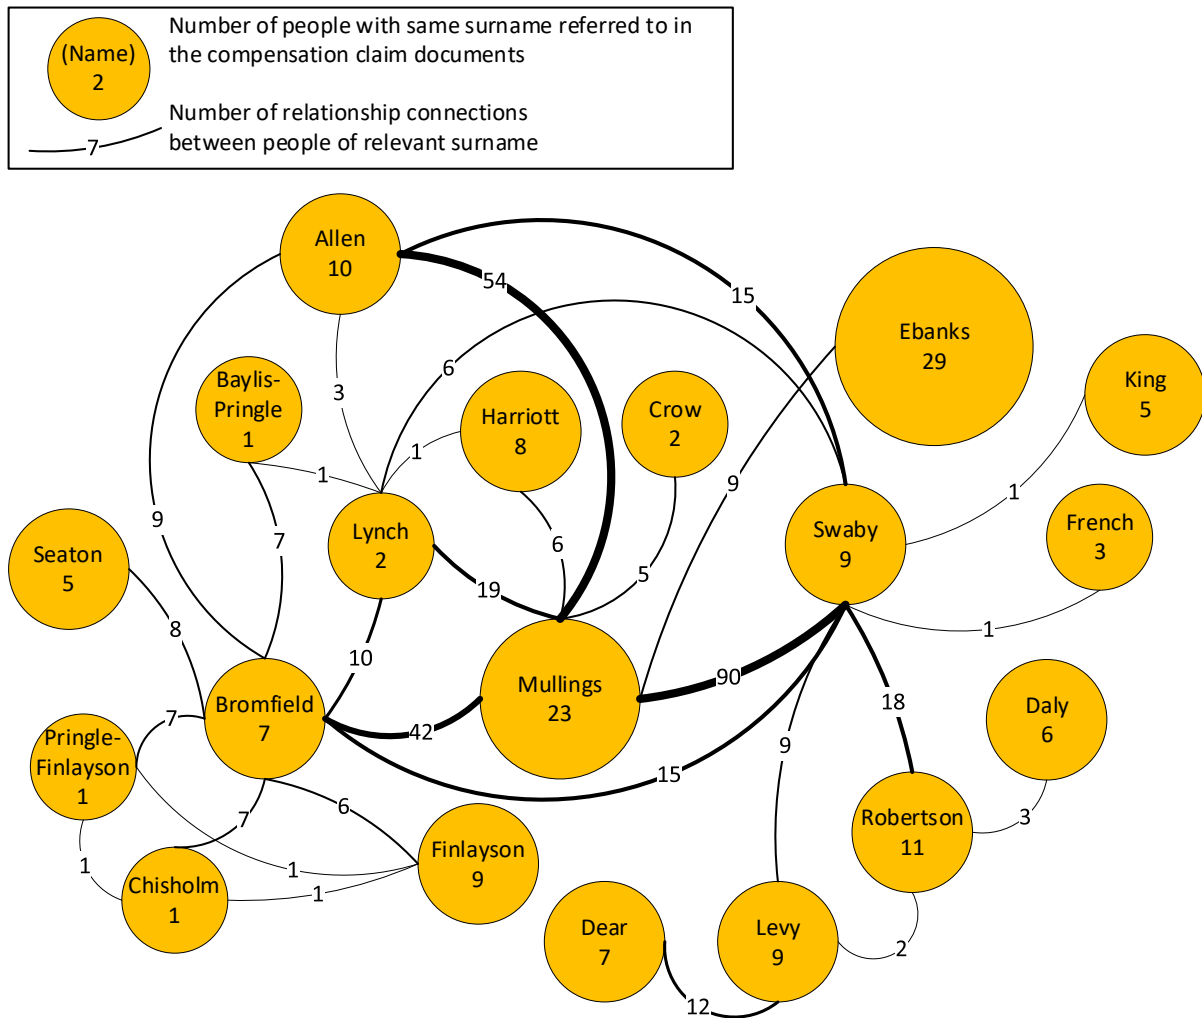 (Name)
2
Number of people with same surname referred to in
the compensation claim documents
7
Number of relationship connections
between people of relevant surname
Allen
10
54
15
Ebanks
29
King
5
Baylis-
Pringle
1
3
6
Harriott
8
Crow
2
1
1
9
1
9
7
Lynch
2
6
5
Swaby
9
French
3
Seaton
5
19
8
10
1
Mullings
23
90
18
Bromfield
7
7
42
Daly
6
9
15
Pringle-
Finlayson
1
7
6
Robertson
11
3
Finlayson
9
1
1
1
Chisholm
1
Dear
7
Levy
9
2
12